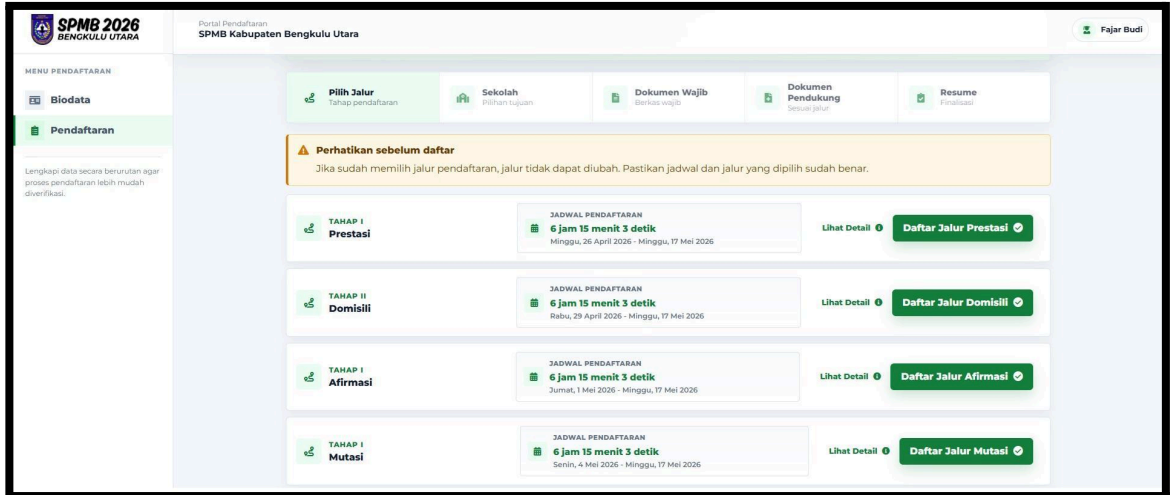 SPMB 2026
BENGKULU UTARA
Portal Pendaftaran
SPMB Kabupaten Bengkulu Utara
Fajar Budi
MENU PENDAFTARAN
Biodata
Pendaftaran
Lengkapi data secara berurutan agar
proses pendaftaran lebih mudah
diverifikasi.
Pilih Jalur
Tahap pendaftaran
Sekolah
Pilihan tujuan
Dokumen Wajib
Berkas wajib
Dokumen
Pendukung
Sesuai jalur
Resume
Finalisasi
Perhatikan sebelum daftar
Jika sudah memilih jalur pendaftaran, jalur tidak dapat diubah. Pastikan jadwal dan jalur yang dipilih sudah benar.
TAHAP I
Prestasi
JADWAL PENDAFTARAN
6 jam 15 menit 3 detik
Minggu, 26 April 2026 - Minggu, 17 Mei 2026
Lihat Detail
Daftar Jalur Prestasi
TAHAP II
Domisili
JADWAL PENDAFTARAN
6 jam 15 menit 3 detik
Rabu, 29 April 2026 - Minggu, 17 Mei 2026
Lihat Detail
Daftar Jalur Domisili
TAHAP I
Afirmasi
JADWAL PENDAFTARAN
6 jam 15 menit 3 detik
Jumat, 1 Mei 2026 - Minggu, 17 Mei 2026
Lihat Detail
Daftar Jalur Afirmasi
TAHAP I
Mutasi
JADWAL PENDAFTARAN
6 jam 15 menit 3 detik
Senin, 4 Mei 2026 - Minggu, 17 Mei 2026
Lihat Detail
Daftar Jalur Mutasi